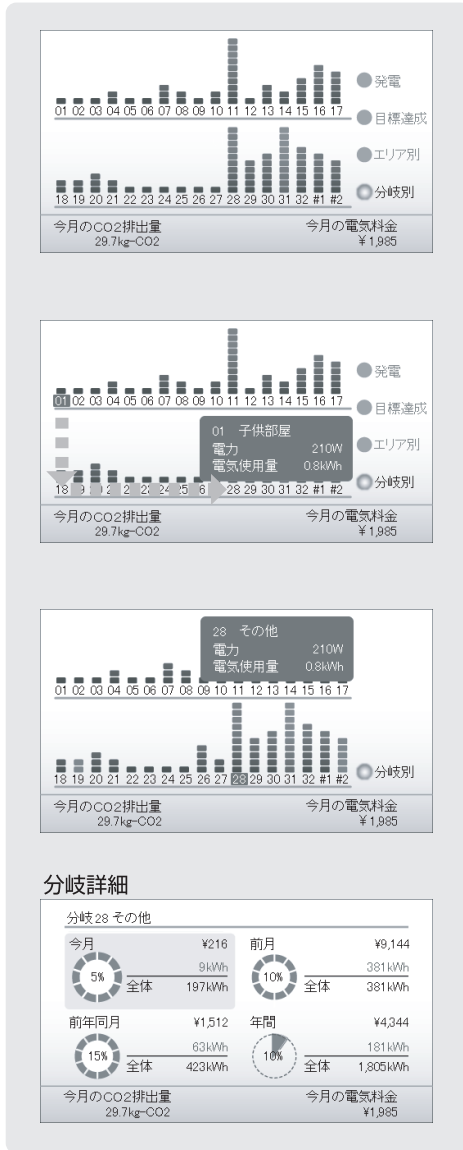 01 02 03 04 05 06 07 08 09 10 11 12 13 14 15 16 17
発電
目標達成
エリア別
18 19 20 21 22 23 24 25 26 27 28 29 30 31 32 #1 #2
分岐別
今月のCO2排出量
29.7kg-CO2
今月の電気料金
¥1,985
01 02 03 04 05 06 07 08 09 10 11 12 13 14 15 16 17
発電
目標達成
01 子供部屋
電力 210W
電気使用量 0.8kWh
エリア別
18 19 20 21 22 23 24 25 26 28 29 30 31 32 #1 #2
分岐別
今月のCO2排出量
29.7kg-CO2
今月の電気料金
¥1,985
28 その他
電力 210W
電気使用量 0.8kWh
01 02 03 04 05 06 07 08 09 10 11 12 13 14 15 16 17
18 19 20 21 22 23 24 25 26 27 28 29 30 31 32 #1 #2
分岐別
今月のCO2排出量
29.7kg-CO2
今月の電気料金
¥1,985
分岐詳細
分岐28 その他
今月 ¥216
5%
9kWh
全体 197kWh
前月 ¥9,144
10%
381kWh
全体 381kWh
前年同月 ¥1,512
15%
63kWh
全体 423kWh
年間 ¥4,344
10%
181kWh
全体 1,805kWh
今月のCO2排出量
29.7kg-CO2
今月の電気料金
¥1,985